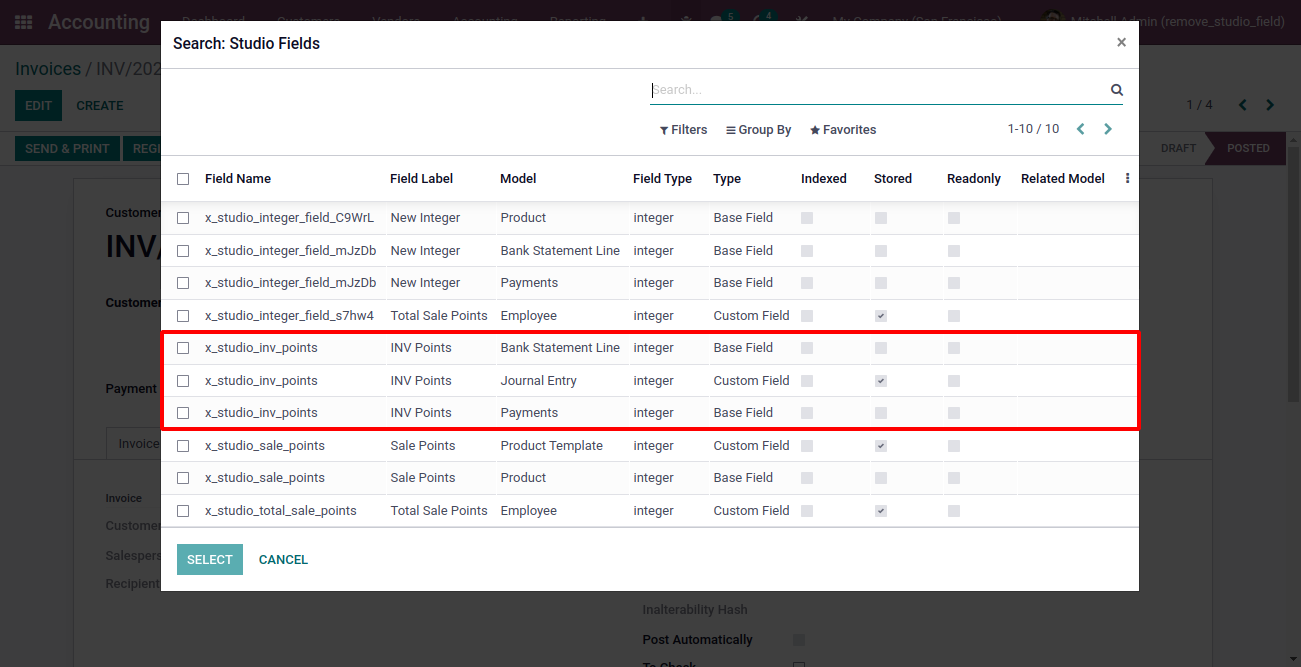 Accounting Dashboard Customers Vendors Accounting Reporting 5 4 My Company (San Francisco) Mitchell Admin (remove_studio_field)
Search: Studio Fields ×
Invoices / INV/202
Search...
EDIT CREATE
1 / 4
Filters Group By Favorites 1-10 / 10
SEND & PRINT REGI DRAFT POSTED
Field Name Field Label Model Field Type Type Indexed Stored Readonly Related Model
x_studio_integer_field_C9WrL New Integer Product integer Base Field
x_studio_integer_field_mJzDb New Integer Bank Statement Line integer Base Field
x_studio_integer_field_mJzDb New Integer Payments integer Base Field
x_studio_integer_field_s7hw4 Total Sale Points Employee integer Custom Field
x_studio_inv_points INV Points Bank Statement Line integer Base Field
x_studio_inv_points INV Points Journal Entry integer Custom Field
x_studio_inv_points INV Points Payments integer Base Field
x_studio_sale_points Sale Points Product Template integer Custom Field
x_studio_sale_points Sale Points Product integer Base Field
x_studio_total_sale_points Total Sale Points Employee integer Custom Field
Customer
INV/
Customer
Payment
Invoice
Invoice
Customer
Salespers
Recipient
SELECT CANCEL
Inalterability Hash
Post Automatically
To Check